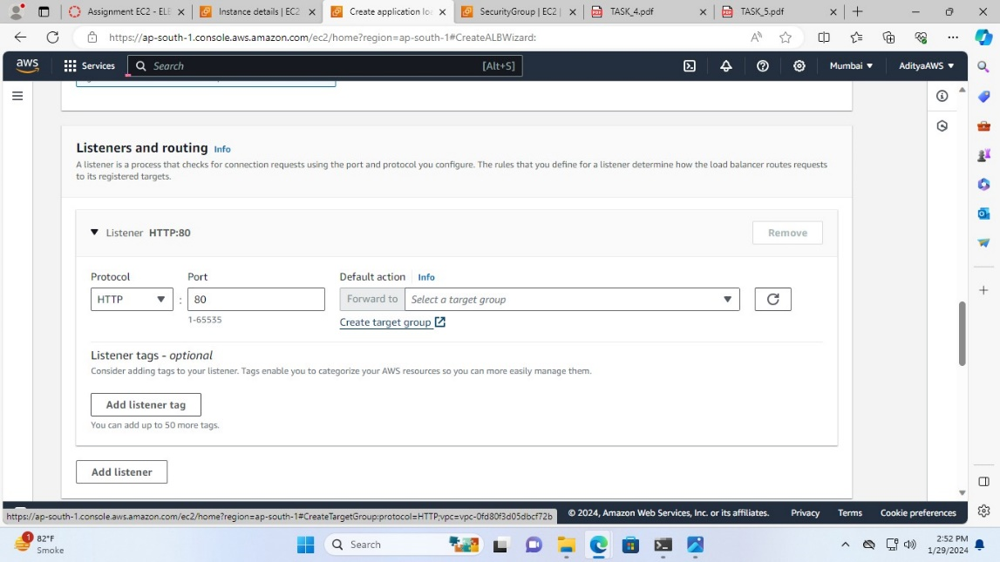 Assignment EC2 - ELB
Instance details | EC2
Create application loa
SecurityGroup | EC2 |
TASK_4.pdf
TASK_5.pdf
https://ap-south-1.console.aws.amazon.com/ec2/home?region=ap-south-1#CreateALBWizard:
aws
Services
Search
[Alt+S]
Mumbai
AdityaAWS
Listeners and routing Info
A listener is a process that checks for connection requests using the port and protocol you configure. The rules that you define for a listener determine how the load balancer routes requests
to its registered targets.
Listener HTTP:80
Remove
Protocol
Port
Default action
Info
HTTP
:
80
Forward to
Select a target group
1-65535
Create target group
Listener tags - optional
Consider adding tags to your listener. Tags enable you to categorize your AWS resources so you can more easily manage them.
Add listener tag
You can add up to 50 more tags.
Add listener
https://ap-south-1.console.aws.amazon.com/ec2/home?region=ap-south-1#CreateTargetGroup:protocol=HTTP;vpc=vpc-0fd80f3d05dbcf72b
© 2024, Amazon Web Services, Inc. or its affiliates.
Privacy
Terms
Cookie preferences
1
82°F
Smoke
Search
2:52 PM
1/29/2024